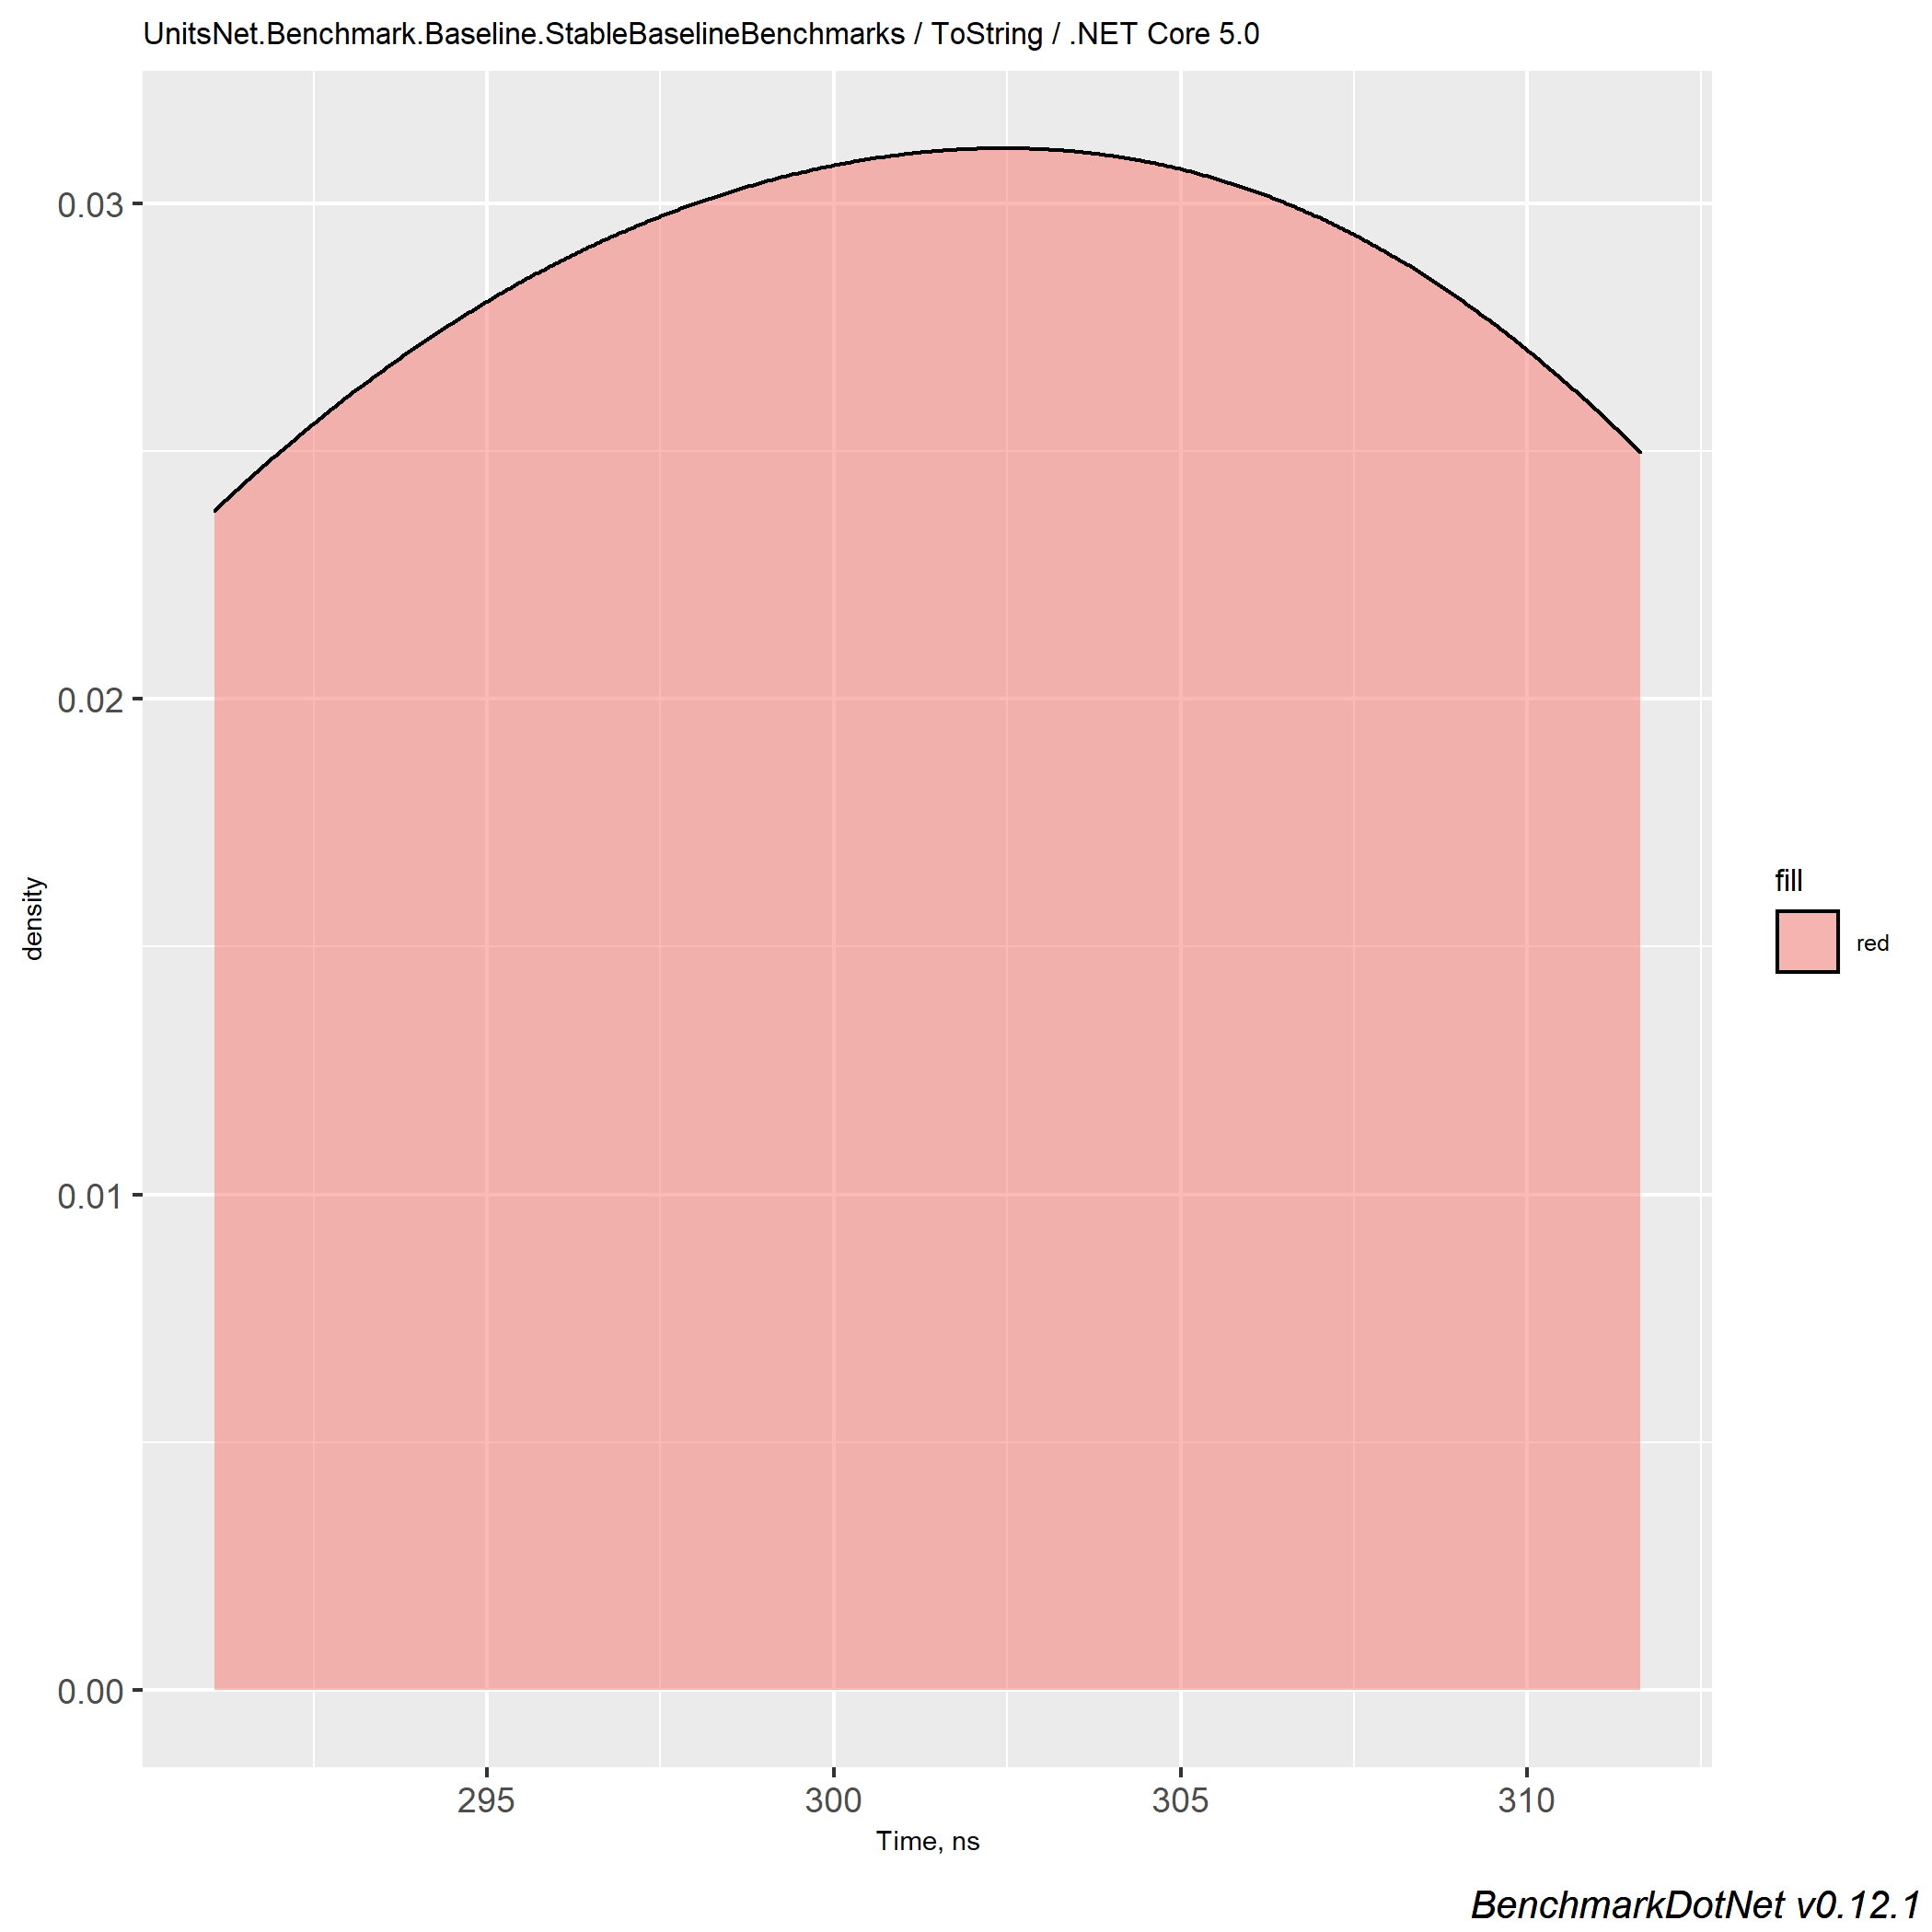 UnitsNet.Benchmark.Baseline.StableBaselineBenchmarks / ToString / .NET Core 5.0
0.03
0.02
0.01
0.00
density
295 300 305 310
Time, ns
fill
red
BenchmarkDotNet v0.12.1